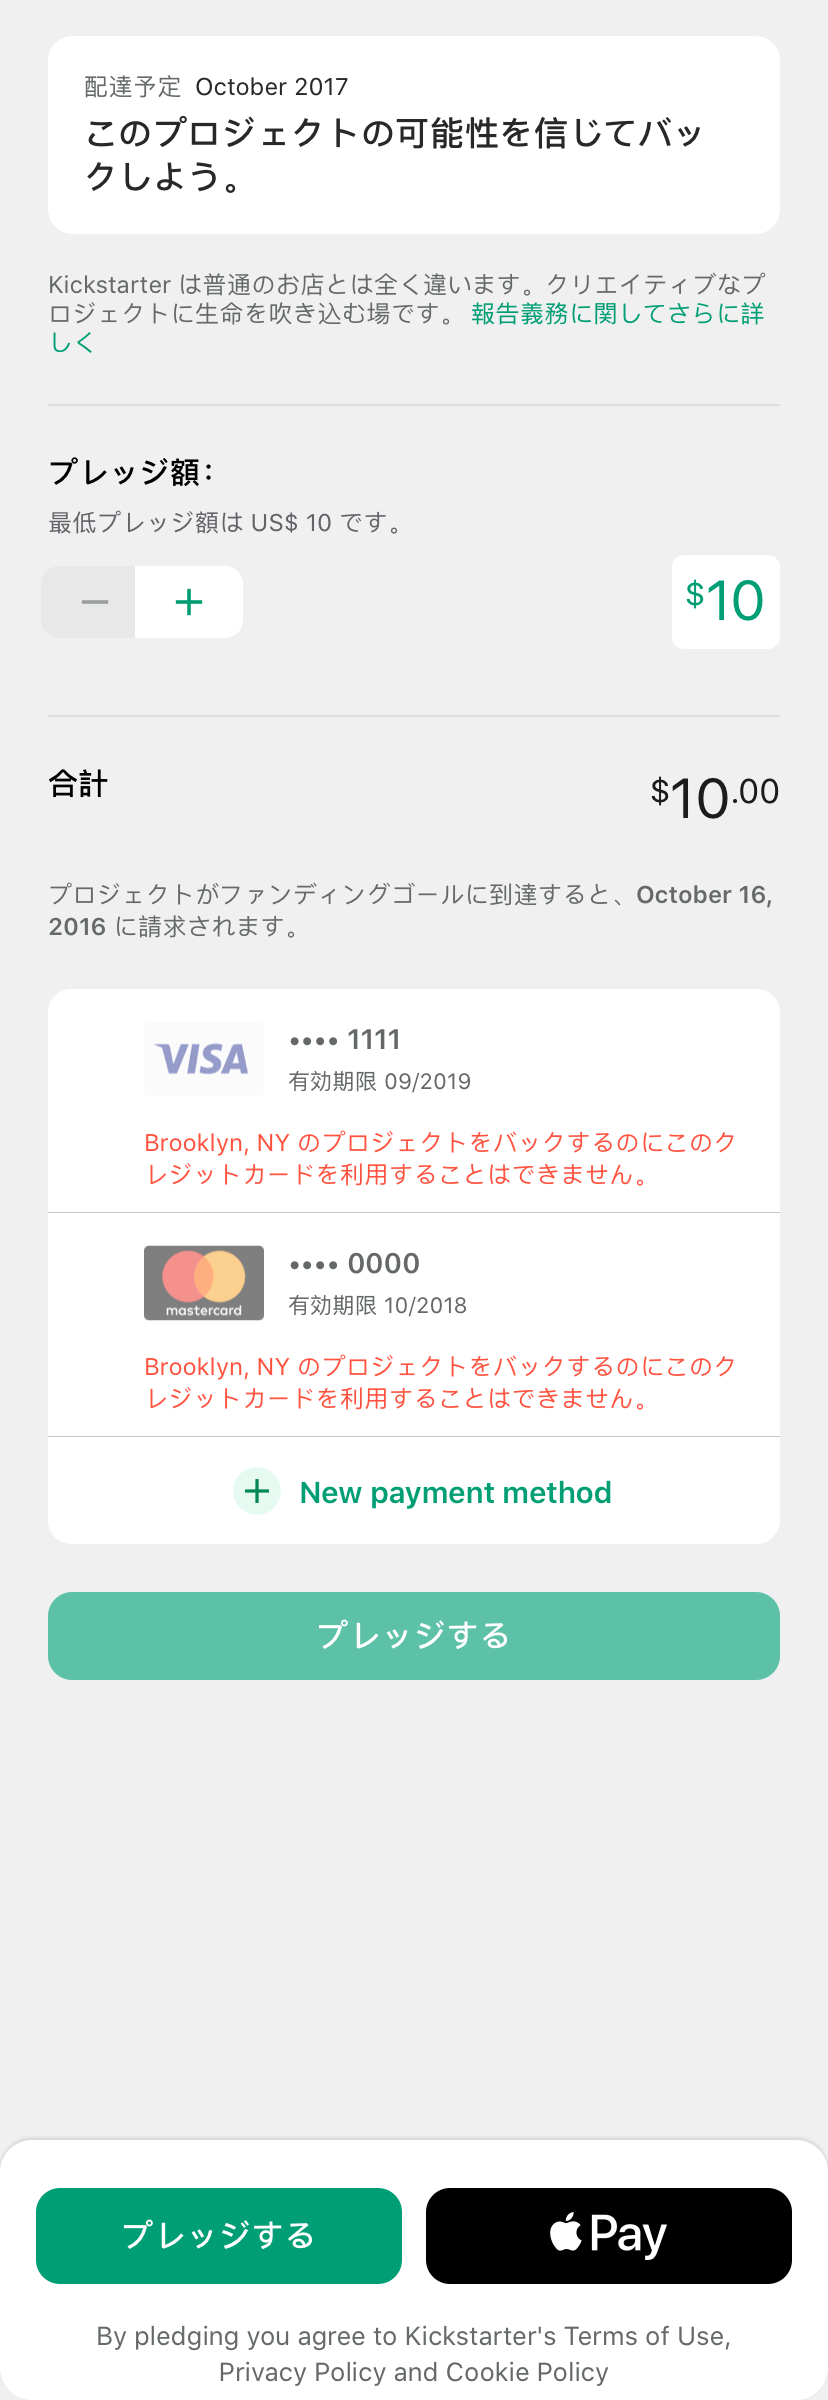 配達予定 October 2017
このプロジェクトの可能性を信じてバッ
クしよう。
Kickstarter は普通のお店とは全く違います。クリエイティブなプ
ロジェクトに生命を吹き込む場です。 報告義務に関してさらに詳
しく
プレッジ額：
最低プレッジ額は US$ 10 です。
− +
$10
合計
$10.00
プロジェクトがファンディングゴールに到達すると、October 16,
2016 に請求されます。
VISA
•••• 1111
有効期限 09/2019
Brooklyn, NY のプロジェクトをバックするのにこのク
レジットカードを利用することはできません。
mastercard
•••• 0000
有効期限 10/2018
Brooklyn, NY のプロジェクトをバックするのにこのク
レジットカードを利用することはできません。
+ New payment method
プレッジする
プレッジする
Pay
By pledging you agree to Kickstarter's Terms of Use,
Privacy Policy and Cookie Policy